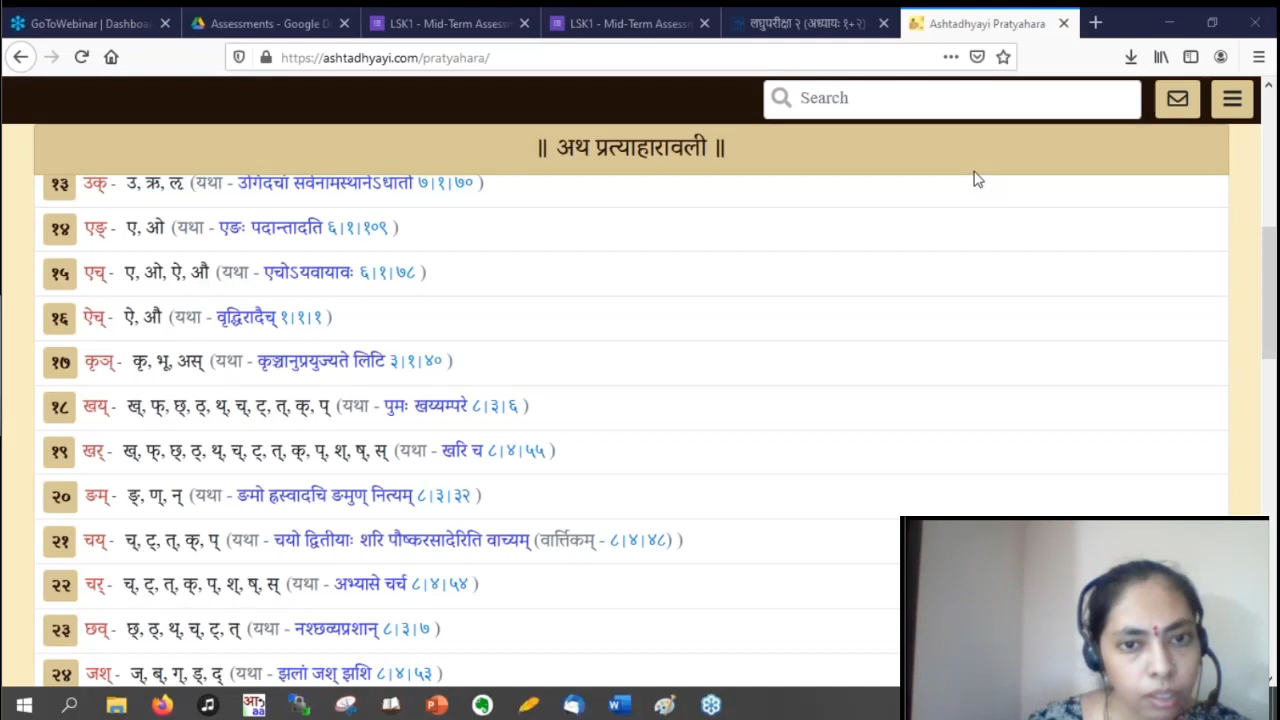 GoToWebinar | Dashboa
Assessments - Google D
LSK1 - Mid-Term Assess
LSK1 - Mid-Term Assess
लघुपरीक्षा २ (अध्यायः १+२)
Ashtadhyayi Pratyahara
https://ashtadhyayi.com/pratyahara/
Search
॥ अथ प्रत्याहारावली ॥
१३ उक् - उ, ऋ, ऌ (यथा - उगिदचां सर्वनामस्थानेऽधातोः ७।१।७०)
१४ एङ् - ए, ओ (यथा - एङः पदान्तादति ६।१।१०९ )
१५ एच् - ए, ओ, ऐ, औ (यथा - एचोऽयवायावः ६।१।७८ )
१६ ऐच् - ऐ, औ (यथा - वृद्धिरादैच् १।१।१ )
१७ कृञ् - कृ, भू, अस् (यथा - कृञ्चानुप्रयुज्यते लिटि ३।१।४० )
१८ खय् - ख्, फ्, छ्, ठ्, थ्, च्, ट्, त्, क्, प् (यथा - पुमः खय्यम्परे ८।३।६ )
१९ खर् - ख्, फ्, छ्, ठ्, थ्, च्, ट्, त्, क्, प्, श्, ष्, स् (यथा - खरि च ८।४।५५ )
२० ङम् - ङ्, ण्, न् (यथा - ङमो ह्रस्वादचि ङमुण् नित्यम् ८।३।३२ )
२१ चय् - च्, ट्, त्, क्, प् (यथा - चयो द्वितीयाः शरि पौष्करसादेरिति वाच्यम् (वार्त्तिकम् - ८।४।४८) )
२२ चर् - च्, ट्, त्, क्, प्, श्, ष्, स् (यथा - अभ्यासे चर्च ८।४।५४ )
२३ छव् - छ्, ठ्, थ्, च्, ट्, त् (यथा - नश्छव्यप्रशान् ८।३।७ )
२४ जश् - ज्, ब्, ग्, ड्, द् (यथा - झलां जश् झशि ८।४।५३ )